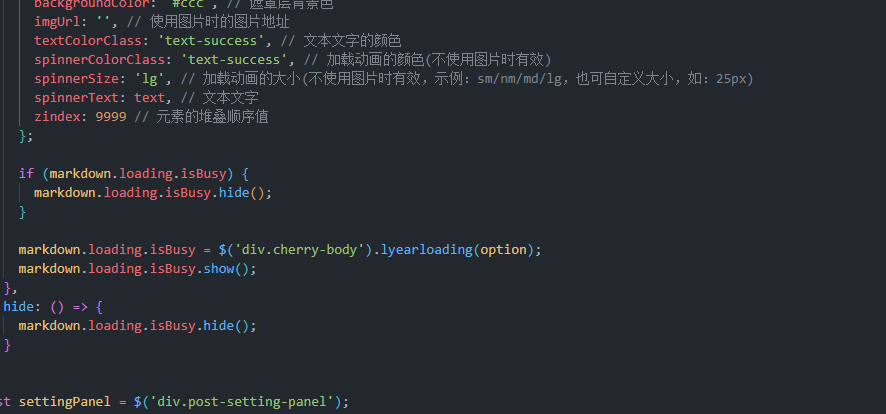 backgroundColor: '#ccc', // 遮罩层背景色
imgUrl: '', // 使用图片时的图片地址
textColorClass: 'text-success', // 文本文字的颜色
spinnerColorClass: 'text-success', // 加载动画的颜色(不使用图片时有效)
spinnerSize: 'lg', // 加载动画的大小(不使用图片时有效，示例：sm/nm/md/lg，也可自定义大小，如：25px)
spinnerText: text, // 文本文字
zindex: 9999 // 元素的堆叠顺序值
};
if (markdown.loading.isBusy) {
markdown.loading.isBusy.hide();
}
markdown.loading.isBusy = $('div.cherry-body').lyearloading(option);
markdown.loading.isBusy.show();
},
hide: () => {
markdown.loading.isBusy.hide();
}
st settingPanel = $('div.post-setting-panel');